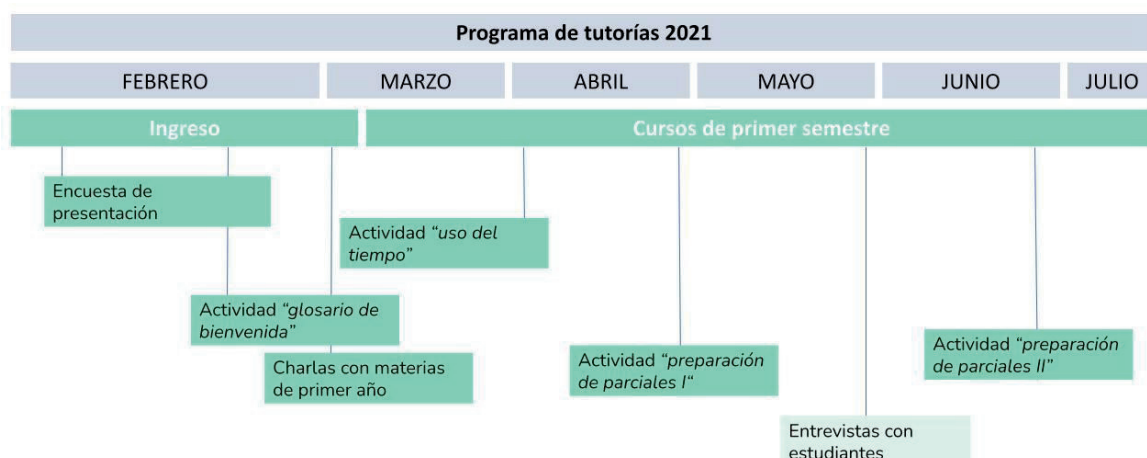 Programa de tutorías 2021
FEBRERO
MARZO
ABRIL
MAYO
JUNIO
JULIO
Ingreso
Cursos de primer semestre
Encuesta de
presentación
Actividad “uso del
tiempo”
Actividad “glosario de
bienvenida”
Charlas con materias
de primer año
Actividad “preparación
de parciales I“
Actividad “preparación
de parciales II”
Entrevistas con
estudiantes